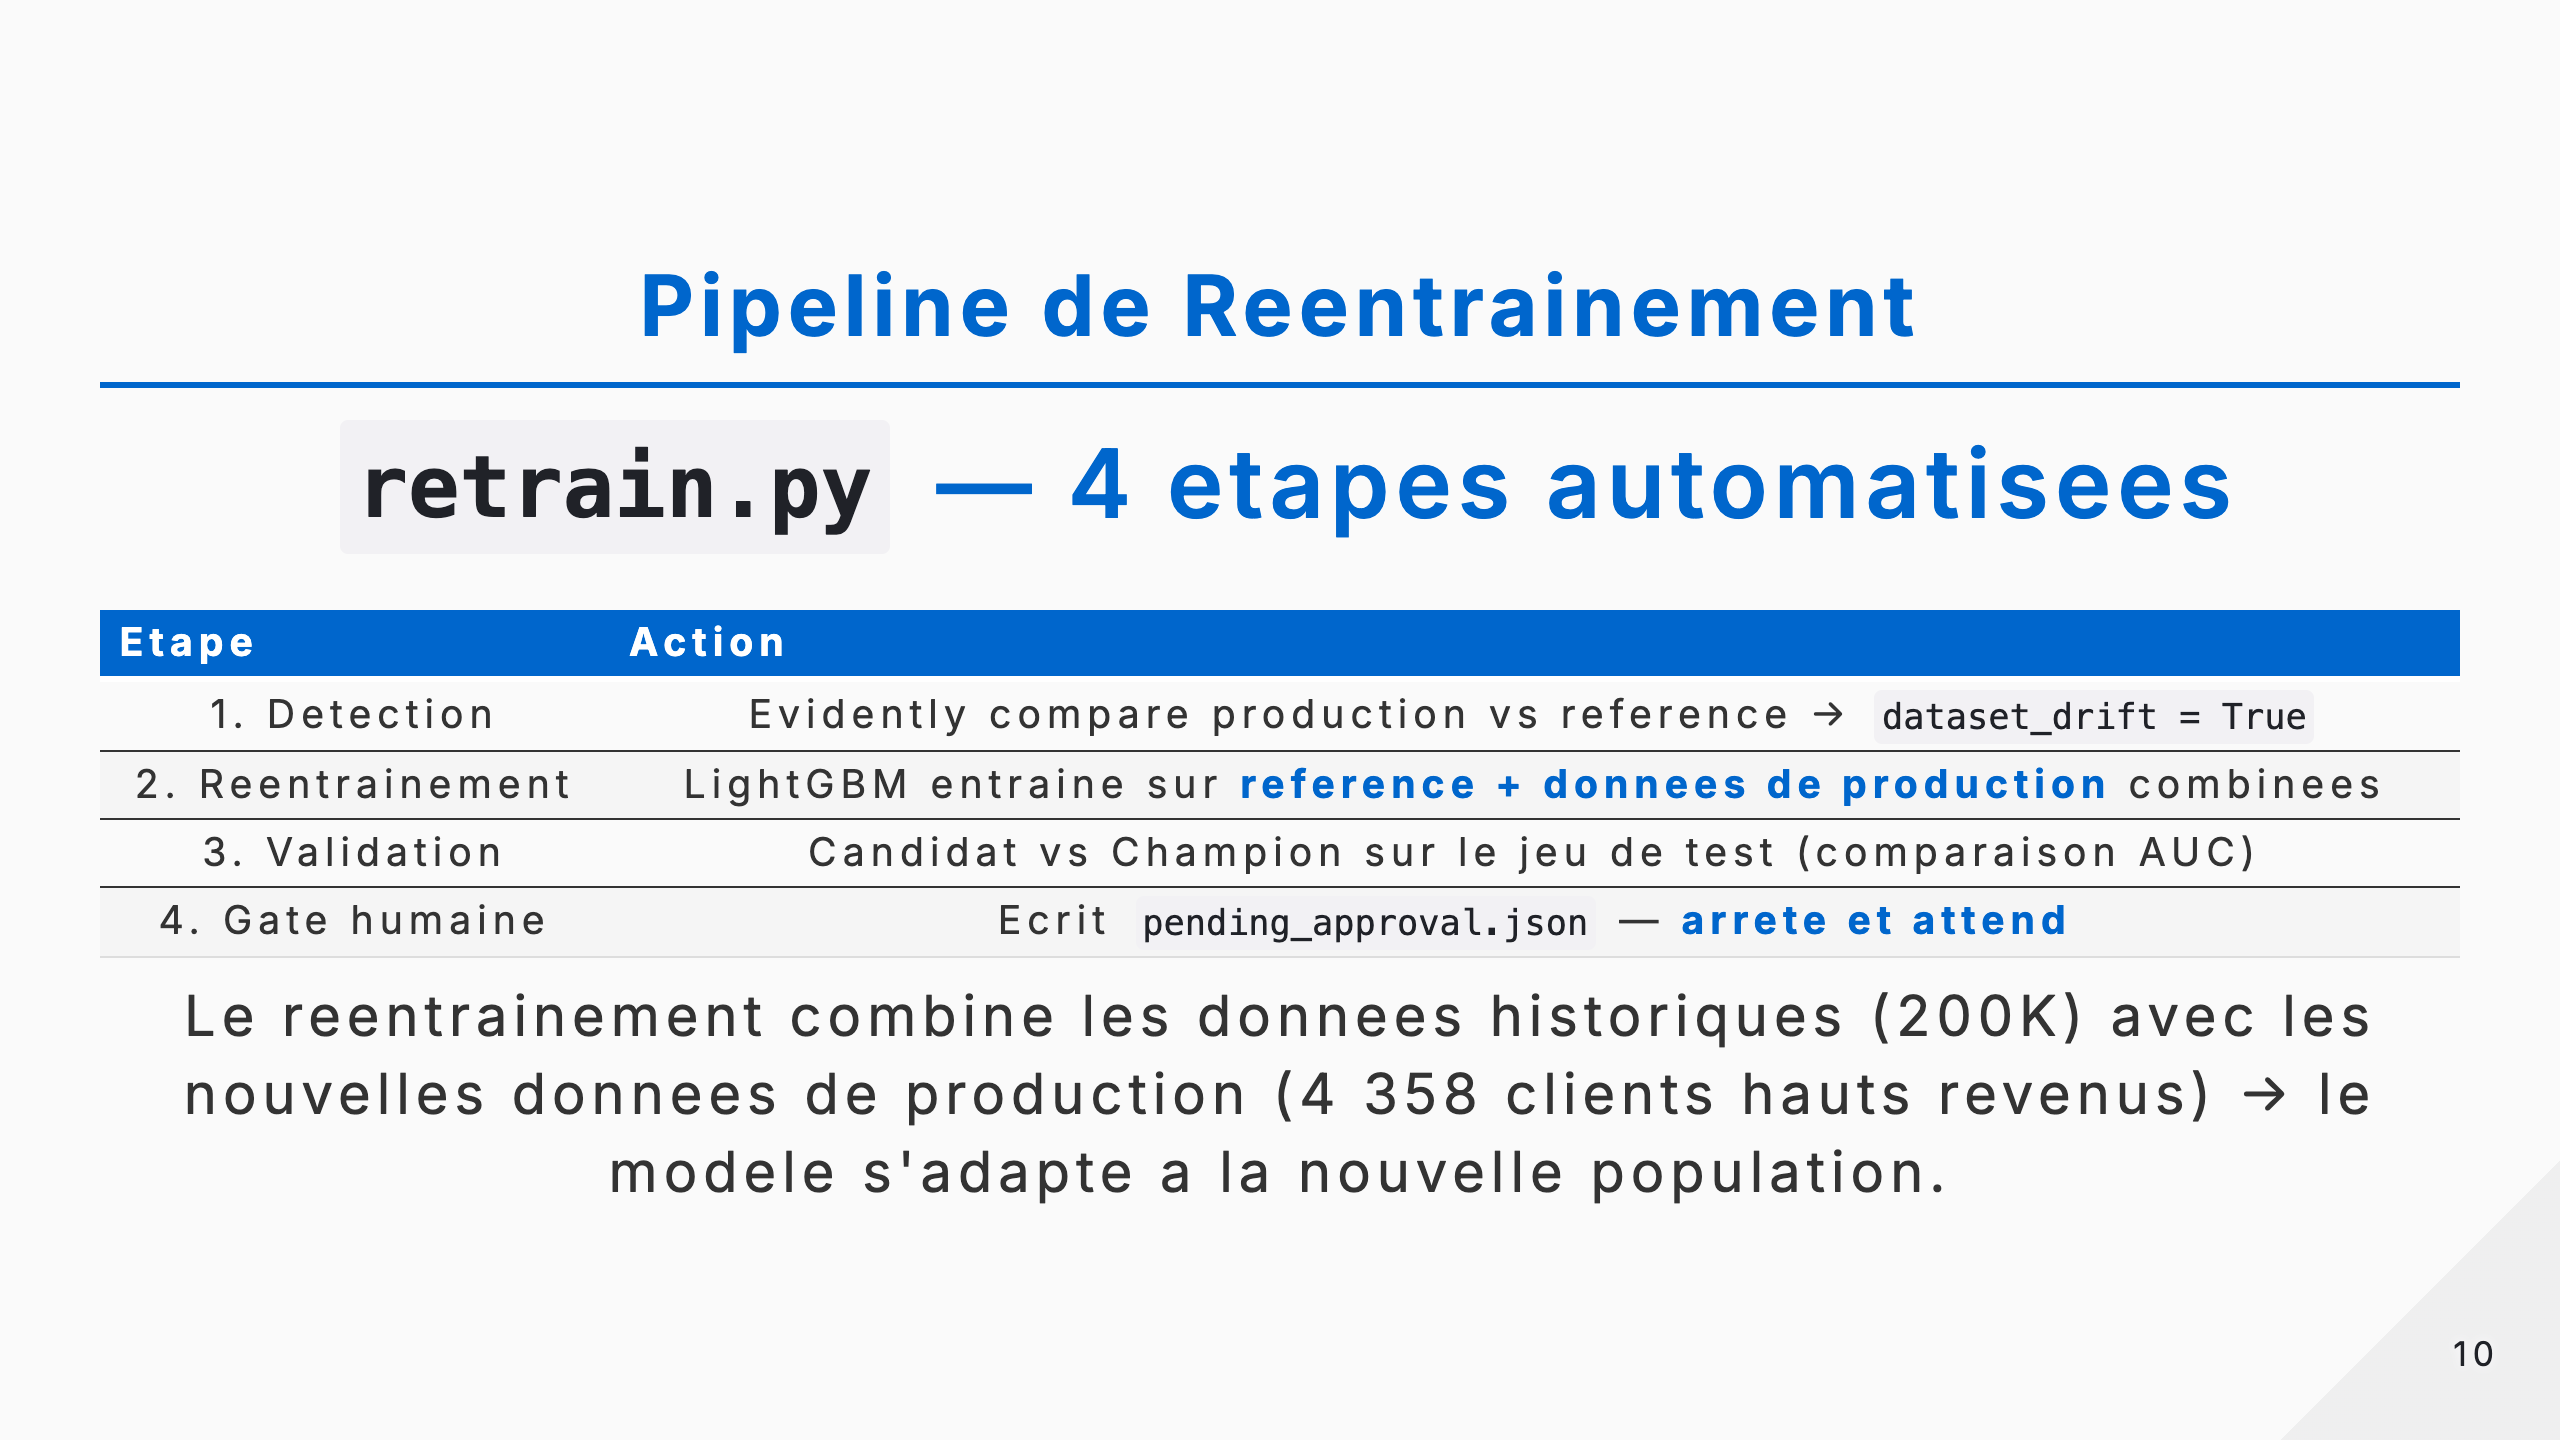 Pipeline de Reentrainement
retrain.py — 4 etapes automatisees
Etape Action
1. Detection Evidently compare production vs reference → dataset_drift = True
2. Reentrainement LightGBM entraine sur reference + donnees de production combinees
3. Validation Candidat vs Champion sur le jeu de test (comparaison AUC)
4. Gate humaine Ecrit pending_approval.json — arrete et attend
Le reentrainement combine les donnees historiques (200K) avec les
nouvelles donnees de production (4 358 clients hauts revenus) → le
modele s'adapte a la nouvelle population.
10